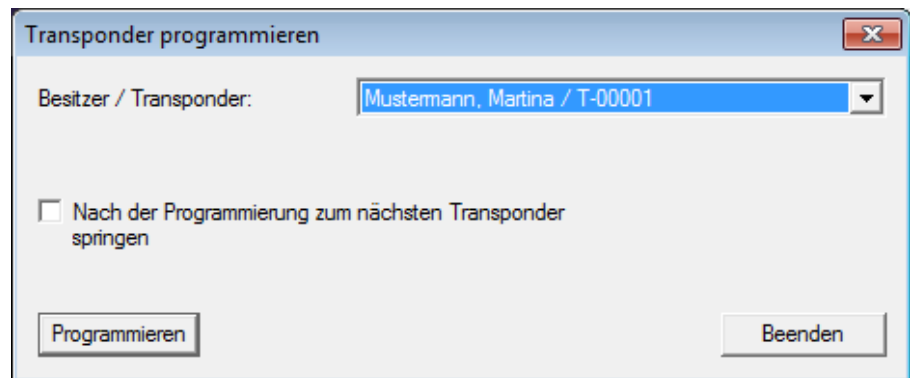 Transponder programmieren
Besitzer / Transponder: Mustermann, Martina / T-00001
Nach der Programmierung zum nächsten Transponder
springen
Programmieren Beenden